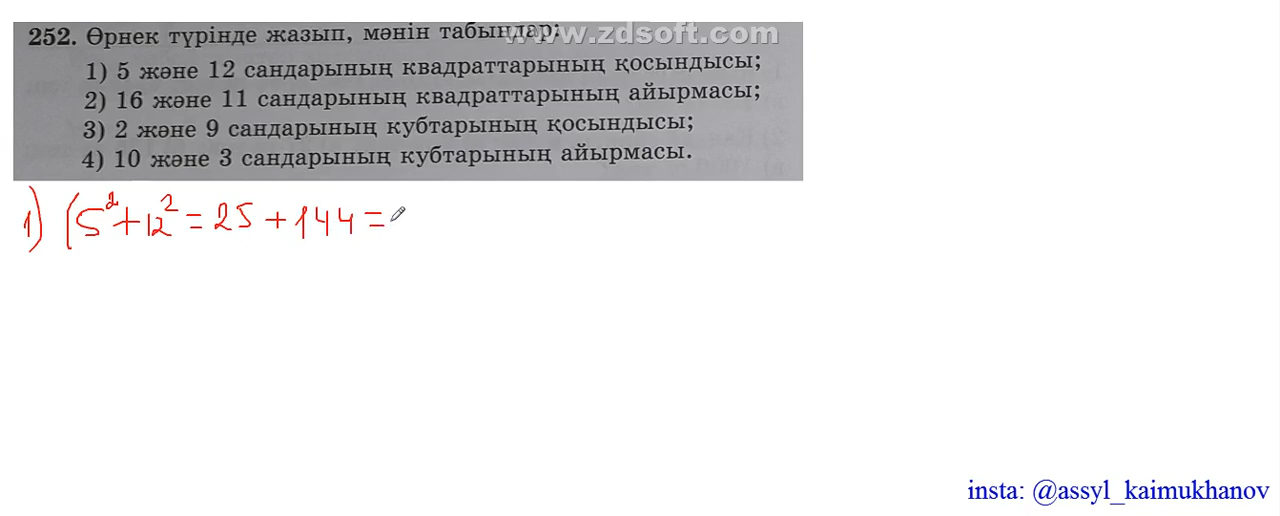 252. Өрнек түрінде жазып, мәнін табыңдар:
www.zdsoft.com
1) 5 және 12 сандарының квадраттарының қосындысы;
2) 16 және 11 сандарының квадраттарының айырмасы;
3) 2 және 9 сандарының кубтарының қосындысы;
4) 10 және 3 сандарының кубтарының айырмасы.
1) (5² + 12² = 25 + 144 =
insta: @assyl_kaimukhanov